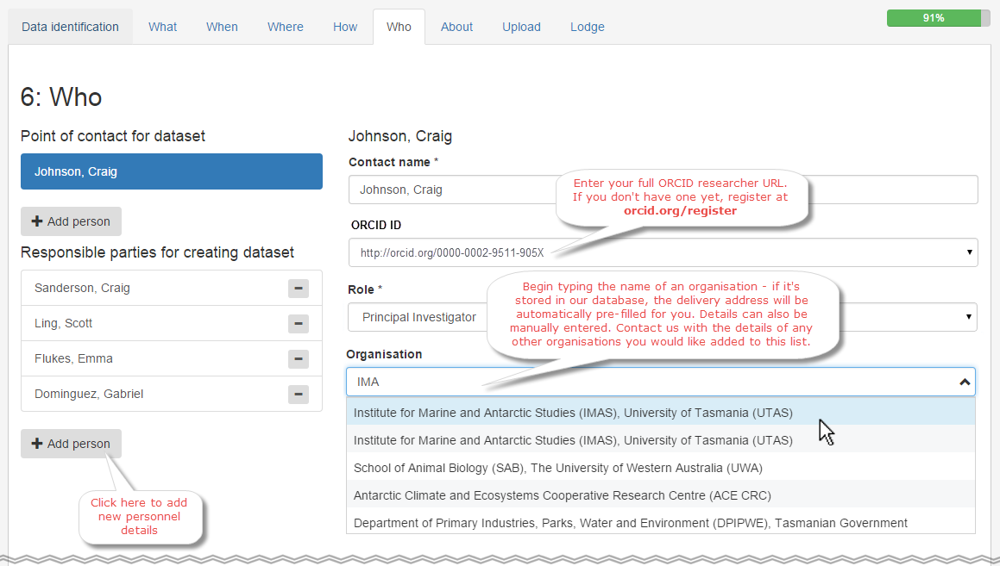 Data identification
What
When
Where
How
Who
About
Upload
Lodge
91%
6: Who
Point of contact for dataset
Johnson, Craig
Add person
Responsible parties for creating dataset
Sanderson, Craig
Ling, Scott
Flukes, Emma
Dominguez, Gabriel
Add person
Click here to add
new personnel
details
Johnson, Craig
Contact name *
Johnson, Craig
Enter your full ORCID researcher URL.
If you don't have one yet, register at
orcid.org/register
ORCID ID
http://orcid.org/0000-0002-9511-905X
Role *
Principal Investigator
Begin typing the name of an organisation - if it's
stored in our database, the delivery address will be
automatically pre-filled for you. Details can also be
manually entered. Contact us with the details of any
other organisations you would like added to this list.
Organisation
IMA
Institute for Marine and Antarctic Studies (IMAS), University of Tasmania (UTAS)
Institute for Marine and Antarctic Studies (IMAS), University of Tasmania (UTAS)
School of Animal Biology (SAB), The University of Western Australia (UWA)
Antarctic Climate and Ecosystems Cooperative Research Centre (ACE CRC)
Department of Primary Industries, Parks, Water and Environment (DPIPWE), Tasmanian Government